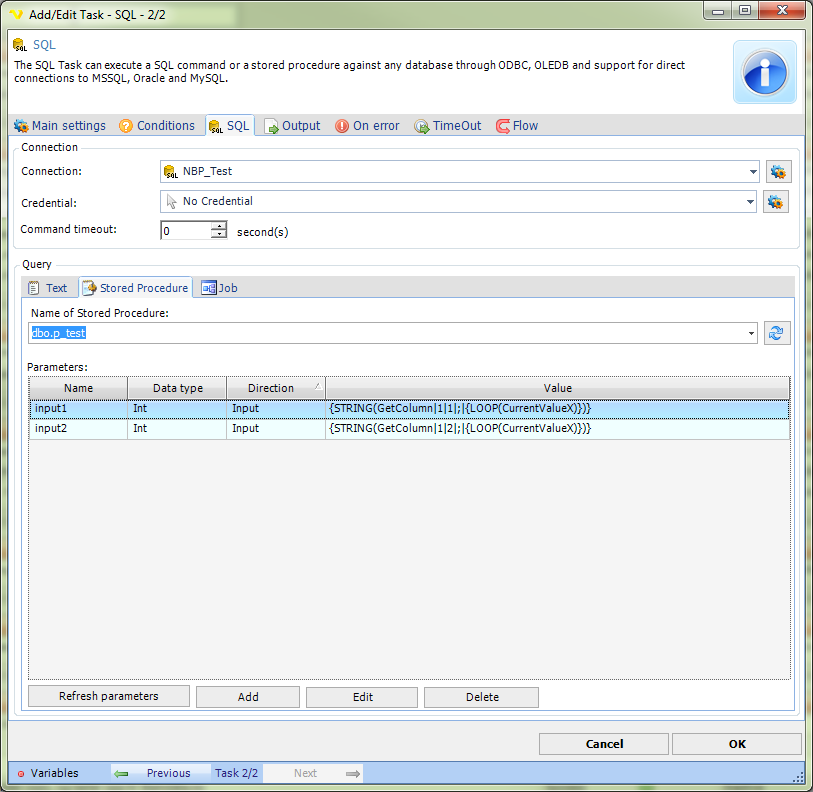 Add/Edit Task - SQL - 2/2
SQL
The SQL Task can execute a SQL command or a stored procedure against any database through ODBC, OLEDB and support for direct
connections to MSSQL, Oracle and MySQL.
Main settings Conditions SQL Output On error TimeOut Flow
Connection
Connection: NBP_Test
Credential: No Credential
Command timeout: 0 second(s)
Query
Text Stored Procedure Job
Name of Stored Procedure:
dbo.p_test
Parameters:
Name Data type Direction Value
input1 Int Input {STRING(GetColumn|1|1|;|{LOOP(CurrentValueX)})}
input2 Int Input {STRING(GetColumn|1|2|;|{LOOP(CurrentValueX)})}
Refresh parameters Add Edit Delete
Cancel OK
Variables Previous Task 2/2 Next